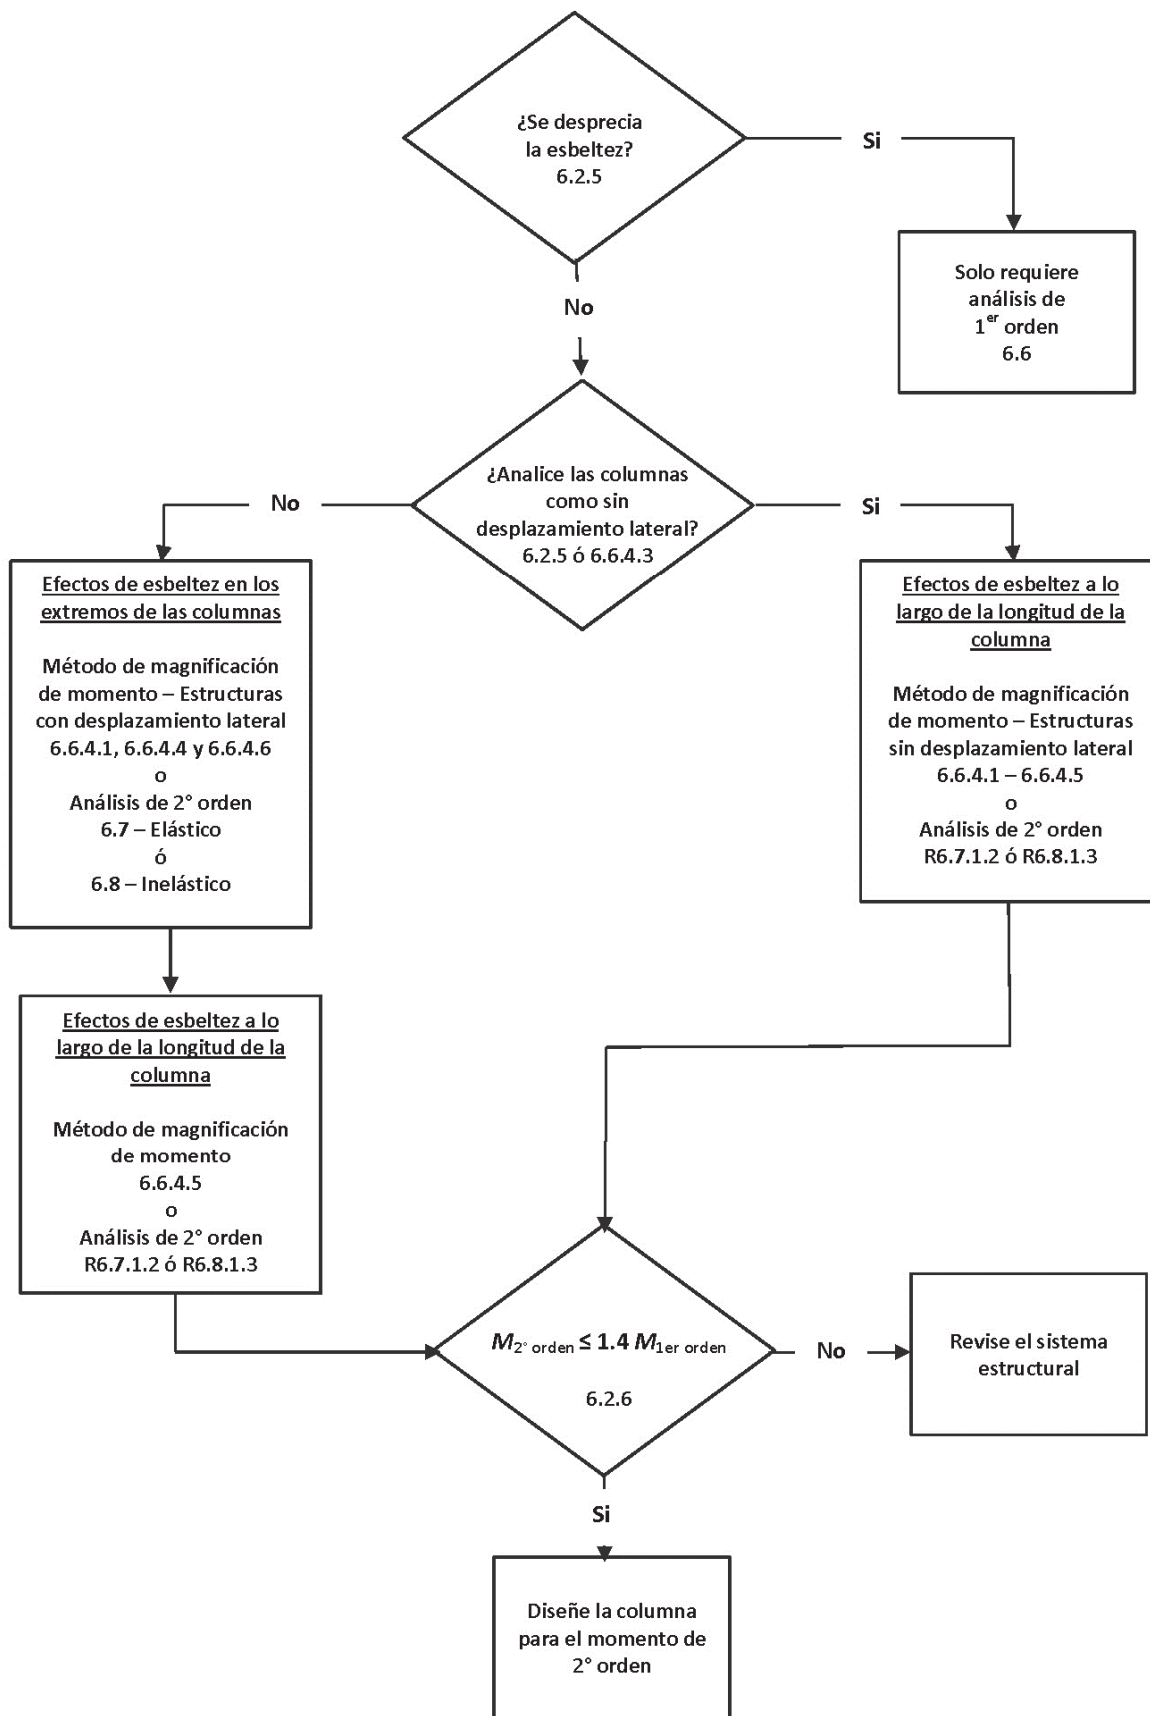 ¿Se desprecia
la esbeltez?
6.2.5
Si
Solo requiere
análisis de
1er orden
6.6
No
¿Analice las columnas
como sin
desplazamiento lateral?
6.2.5 ó 6.6.4.3
No
Si
Efectos de esbeltez en los
extremos de las columnas
Método de magnificación
de momento – Estructuras
con desplazamiento lateral
6.6.4.1, 6.6.4.4 y 6.6.4.6
o
Análisis de 2° orden
6.7 – Elástico
ó
6.8 – Inelástico
Efectos de esbeltez a lo
largo de la longitud de la
columna
Método de magnificación
de momento – Estructuras
sin desplazamiento lateral
6.6.4.1 – 6.6.4.5
o
Análisis de 2° orden
R6.7.1.2 ó R6.8.1.3
Efectos de esbeltez a lo
largo de la longitud de la
columna
Método de magnificación
de momento
6.6.4.5
o
Análisis de 2° orden
R6.7.1.2 ó R6.8.1.3
M2° orden ≤ 1.4 M1er orden
6.2.6
No
Revise el sistema
estructural
Si
Diseñe la columna
para el momento de
2° orden